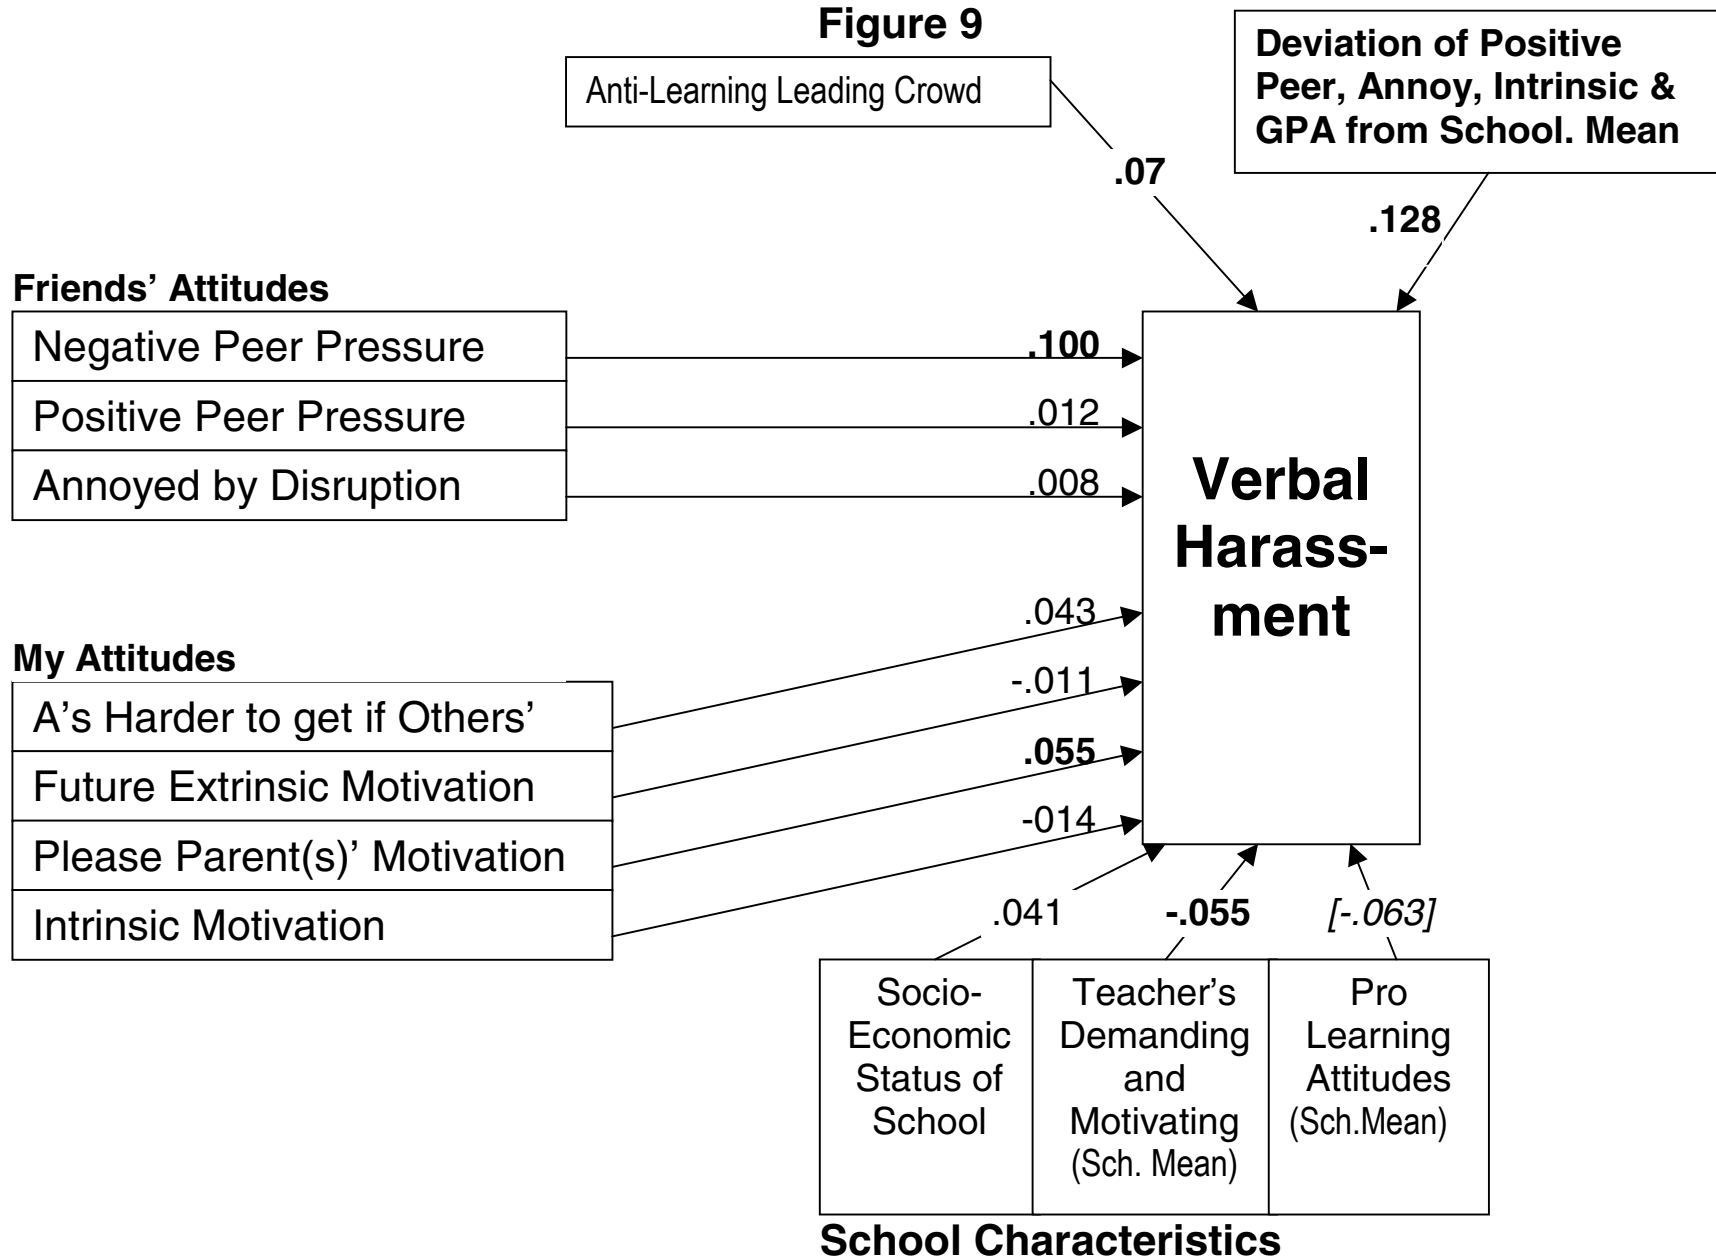 Figure 9
Anti-Learning Leading Crowd
Deviation of Positive
Peer, Annoy, Intrinsic &
GPA from School. Mean
.07
.128
Friends’ Attitudes
Negative Peer Pressure
.100
Positive Peer Pressure
.012
Annoyed by Disruption
.008
Verbal
Harass-
ment
My Attitudes
A’s Harder to get if Others’
.043
Future Extrinsic Motivation
-.011
Please Parent(s)’ Motivation
.055
Intrinsic Motivation
-014
.041
-.055
[-.063]
Socio-
Economic
Status of
School
Teacher’s
Demanding
and
Motivating
(Sch. Mean)
Pro
Learning
Attitudes
(Sch.Mean)
School Characteristics